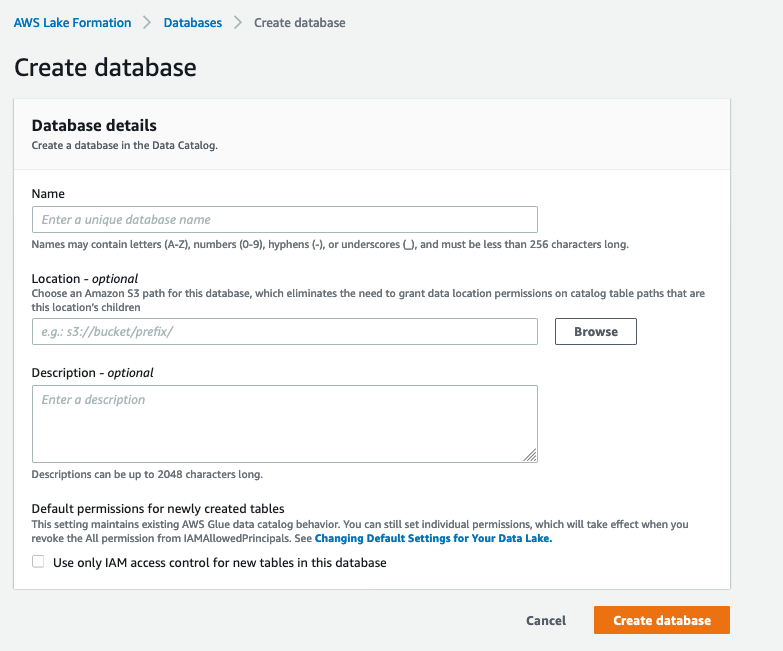 AWS Lake Formation > Databases > Create database
Create database
Database details
Create a database in the Data Catalog.
Name
Enter a unique database name
Names may contain letters (A-Z), numbers (0-9), hyphens (-), or underscores (_), and must be less than 256 characters long.
Location - optional
Choose an Amazon S3 path for this database, which eliminates the need to grant data location permissions on catalog table paths that are
this location's children
e.g.: s3://bucket/prefix/ Browse
Description - optional
Enter a description
Descriptions can be up to 2048 characters long.
Default permissions for newly created tables
This setting maintains existing AWS Glue data catalog behavior. You can still set individual permissions, which will take effect when you
revoke the All permission from IAMAllowedPrincipals. See Changing Default Settings for Your Data Lake.
Use only IAM access control for new tables in this database
Cancel Create database